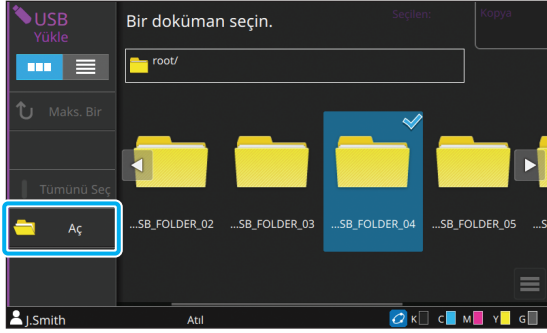 USB
Yükle
Bir doküman seçin.
Seçilen:
Kopya
root/
Maks. Bir
Tümünü Seç
Aç
...SB_FOLDER_02
...SB_FOLDER_03
...SB_FOLDER_04
...SB_FOLDER_05
...S
J.Smith
Atıl
K
C
M
Y
G